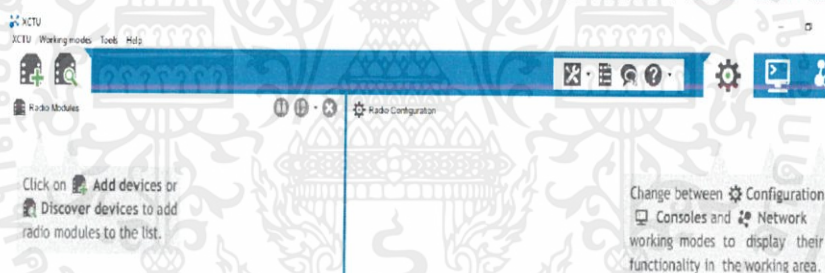 XCTU
XCTU Working modes Tools Help
Radio Modules
Radio Configuration
Click on Add devices or
Discover devices to add
radio modules to the list.
Change between Configuration
Consoles and Network
working modes to display their
functionality in the working area.